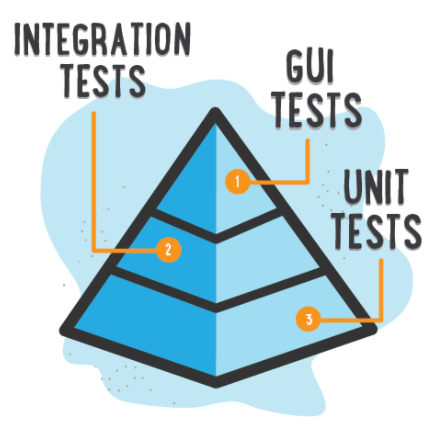 INTEGRATION
TESTS
GUI
TESTS
UNIT
TESTS
1
2
3